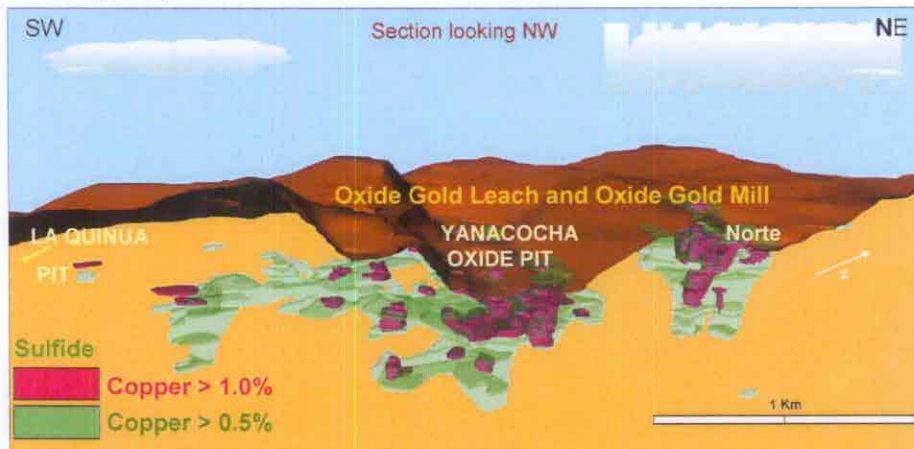 SW
Section looking NW
NE
Oxide Gold Leach and Oxide Gold Mill
LA QUINUA
PIT
YANACOCHA
OXIDE PIT
Norte
N
Sulfide
Copper > 1.0%
Copper > 0.5%
1 Km